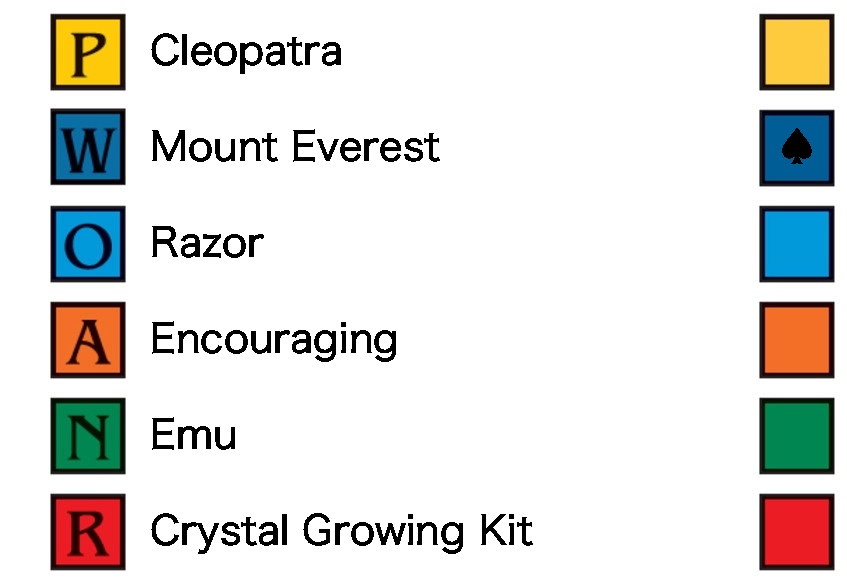 P Cleopatra
W Mount Everest ♠
O Razor
A Encouraging
N Emu
R Crystal Growing Kit